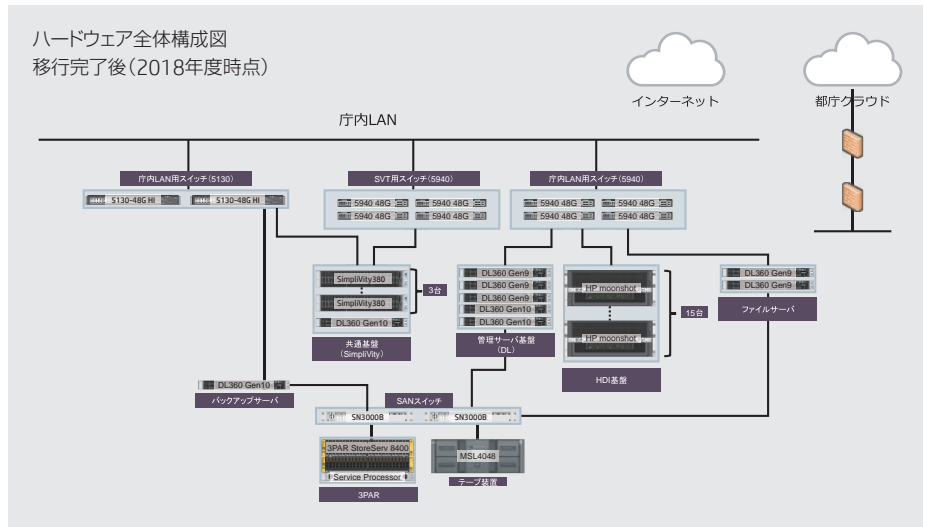 ハードウェア全体構成図
移行完了後（2018年度時点）
インターネット
都庁クラウド
庁内LAN
庁内LAN用スイッチ（5130）
SVT用スイッチ（5940）
庁内LAN用スイッチ（5940）
5130-48G HI
5130-48G HI
5940 48G
5940 48G
5940 48G
5940 48G
5940 48G
5940 48G
5940 48G
5940 48G
SimpliVity380
SimpliVity380
DL360 Gen10
3台
共通基盤
（SimpliVity）
DL360 Gen9
DL360 Gen9
DL360 Gen9
DL360 Gen10
DL360 Gen10
管理サーバ基盤
（DL）
HP moonshot
HP moonshot
15台
HDI基盤
DL360 Gen9
DL360 Gen9
ファイルサーバ
DL360 Gen10
バックアップサーバ
SANスイッチ
SN3000B
SN3000B
3PAR StoreServ 8400
Service Processor
3PAR
MSL4048
テープ装置